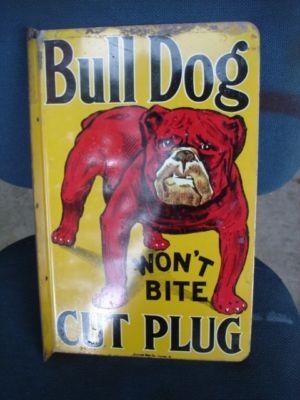 Bull Dog
WON'T
BITE
CUT PLUG